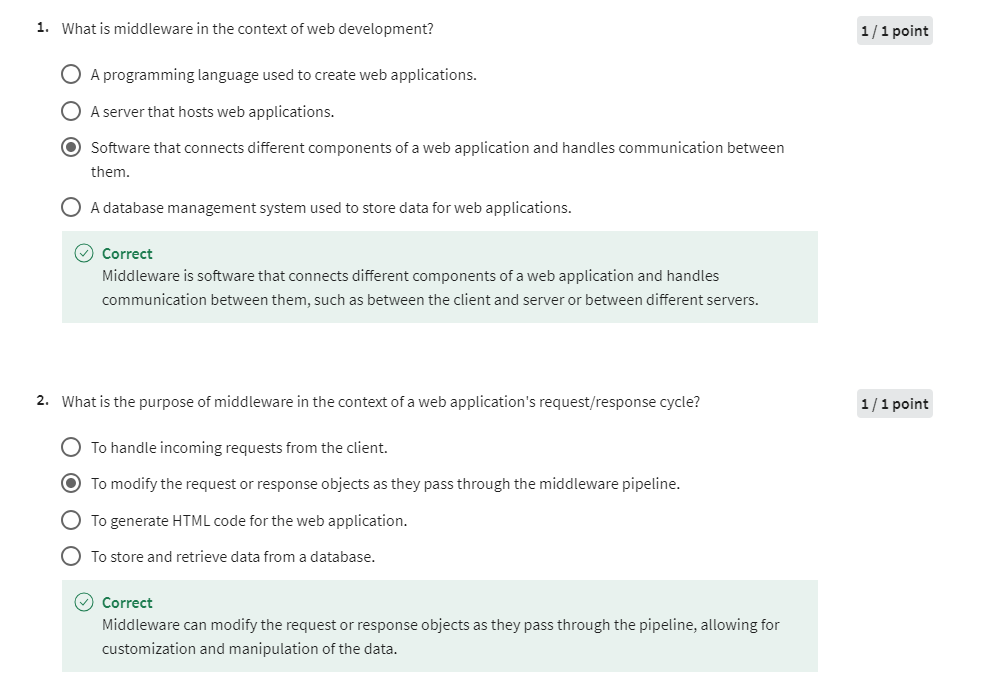 1. What is middleware in the context of web development? 1 / 1 point
A programming language used to create web applications.
A server that hosts web applications.
Software that connects different components of a web application and handles communication between
them.
A database management system used to store data for web applications.
Correct
Middleware is software that connects different components of a web application and handles
communication between them, such as between the client and server or between different servers.
2. What is the purpose of middleware in the context of a web application's request/response cycle? 1 / 1 point
To handle incoming requests from the client.
To modify the request or response objects as they pass through the middleware pipeline.
To generate HTML code for the web application.
To store and retrieve data from a database.
Correct
Middleware can modify the request or response objects as they pass through the pipeline, allowing for
customization and manipulation of the data.